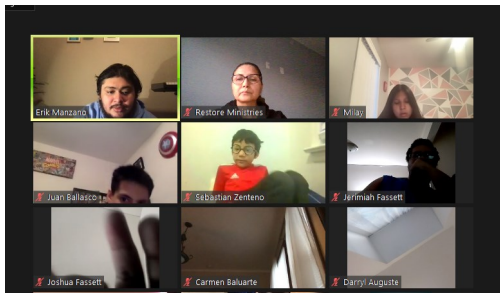 Erik Manzano
Restore Ministries
Milay
Juan Ballasco
Sebastian Zenteno
Jerimiah Fassett
Joshua Fassett
Carmen Baluarte
Darryl Auguste